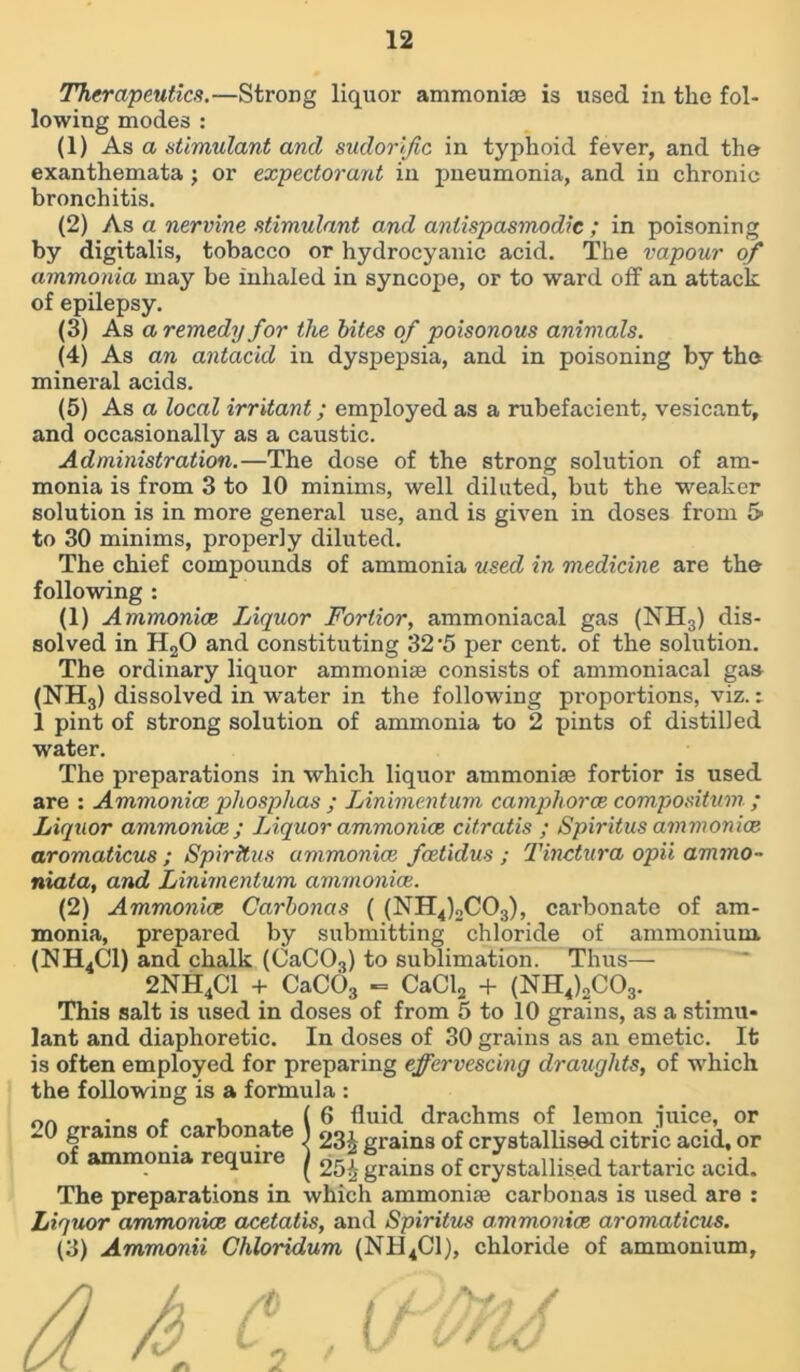 12
Therapeutics.—Strong liquor ammoniæ is used in the fol-
lowing modes :
(1) As a stimulant and sudorific in typhoid fever, and the
exanthemata ; or expectorant in pneumonia, and in chronic
bronchitis.
(2) As a nervine stimulant and antispasmodic ; in poisoning
by digitalis, tobacco or hydrocyanic acid. The vapour of
ammonia may be inhaled in syncope, or to ward off an attack
of epilepsy.
(3) As a remedy for the bites of poisonous animals.
(4) As an antacid in dyspepsia, and in poisoning by the
mineral acids.
(5) As a local irritant ; employed as a rubefacient, vesicant,
and occasionally as a caustic.
Administration.—The dose of the strong solution of am-
monia is from 3 to 10 minims, well diluted, but the weaker
solution is in more general use, and is given in doses from 5
to 30 minims, properly diluted.
The chief compounds of ammonia used in medicine are the
following :
(1) Ammoniæ Liquor Fortior, ammoniacal gas (NH₃) dis-
solved in H₂O and constituting 32·5 per cent. of the solution.
The ordinary liquor ammoniæ consists of ammoniacal gas
(NH₃) dissolved in water in the following proportions, viz. :
1 pint of strong solution of ammonia to 2 pints of distilled
water.
The preparations in which liquor ammoniæ fortior is used
are : Ammoniæ phosphas ; Linimentum camphoræ compositum ;
Liquor ammoniæ ; Liquor ammoniæ citratis ; Spiritus ammoniæ
aromaticus ; Spiritus ammoniæ fœtidus ; Tinctura opii ammo-
niata, and Linimentum ammoniæ.
(2) Ammoniæ Carbonas ( (NH₄)₂CO₃), carbonate of am-
monia, prepared by submitting chloride of ammonium
(NH₄Cl) and chalk (CaCO₃) to sublimation. Thus—
2NH₄Cl + CaCO₃ = CaCl₂ + (NH₄)₂CO₃.
This salt is used in doses of from 5 to 10 grains, as a stimu-
lant and diaphoretic. In doses of 30 grains as an emetic. It
is often employed for preparing effervescing draughts, of which
the following is a formula :
20 grains of carbonate of ammonia require
6 fluid drachms of lemon juice, or
23½ grains of crystallised citric acid, or
25½ grains of crystallised tartaric acid.
The preparations in which ammoniæ carbonas is used are :
Liquor ammoniæ acetatis, and Spiritus ammoniæ aromaticus.
(3) Ammonii Chloridum (NH₄Cl), chloride of ammonium,